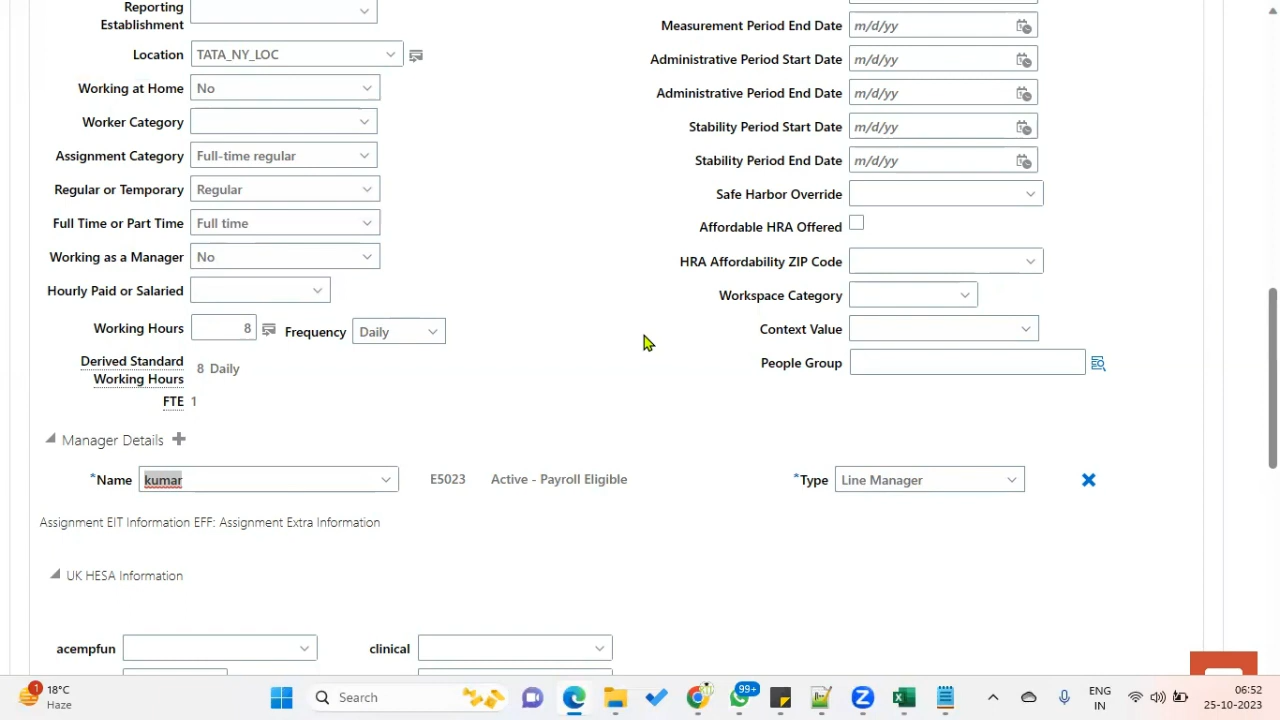 Reporting
Establishment
Location TATA_NY_LOC
Working at Home No
Worker Category
Assignment Category Full-time regular
Regular or Temporary Regular
Full Time or Part Time Full time
Working as a Manager No
Hourly Paid or Salaried
Working Hours 8 Frequency Daily
Derived Standard
Working Hours 8 Daily
FTE 1
Measurement Period End Date m/d/yy
Administrative Period Start Date m/d/yy
Administrative Period End Date m/d/yy
Stability Period Start Date m/d/yy
Stability Period End Date m/d/yy
Safe Harbor Override
Affordable HRA Offered
HRA Affordability ZIP Code
Workspace Category
Context Value
People Group
Manager Details
*Name kumar E5023 Active - Payroll Eligible *Type Line Manager
Assignment EIT Information EFF: Assignment Extra Information
UK HESA Information
acempfun clinical
1
18°C
Haze
Search
99+
ENG
IN
06:52
25-10-2023